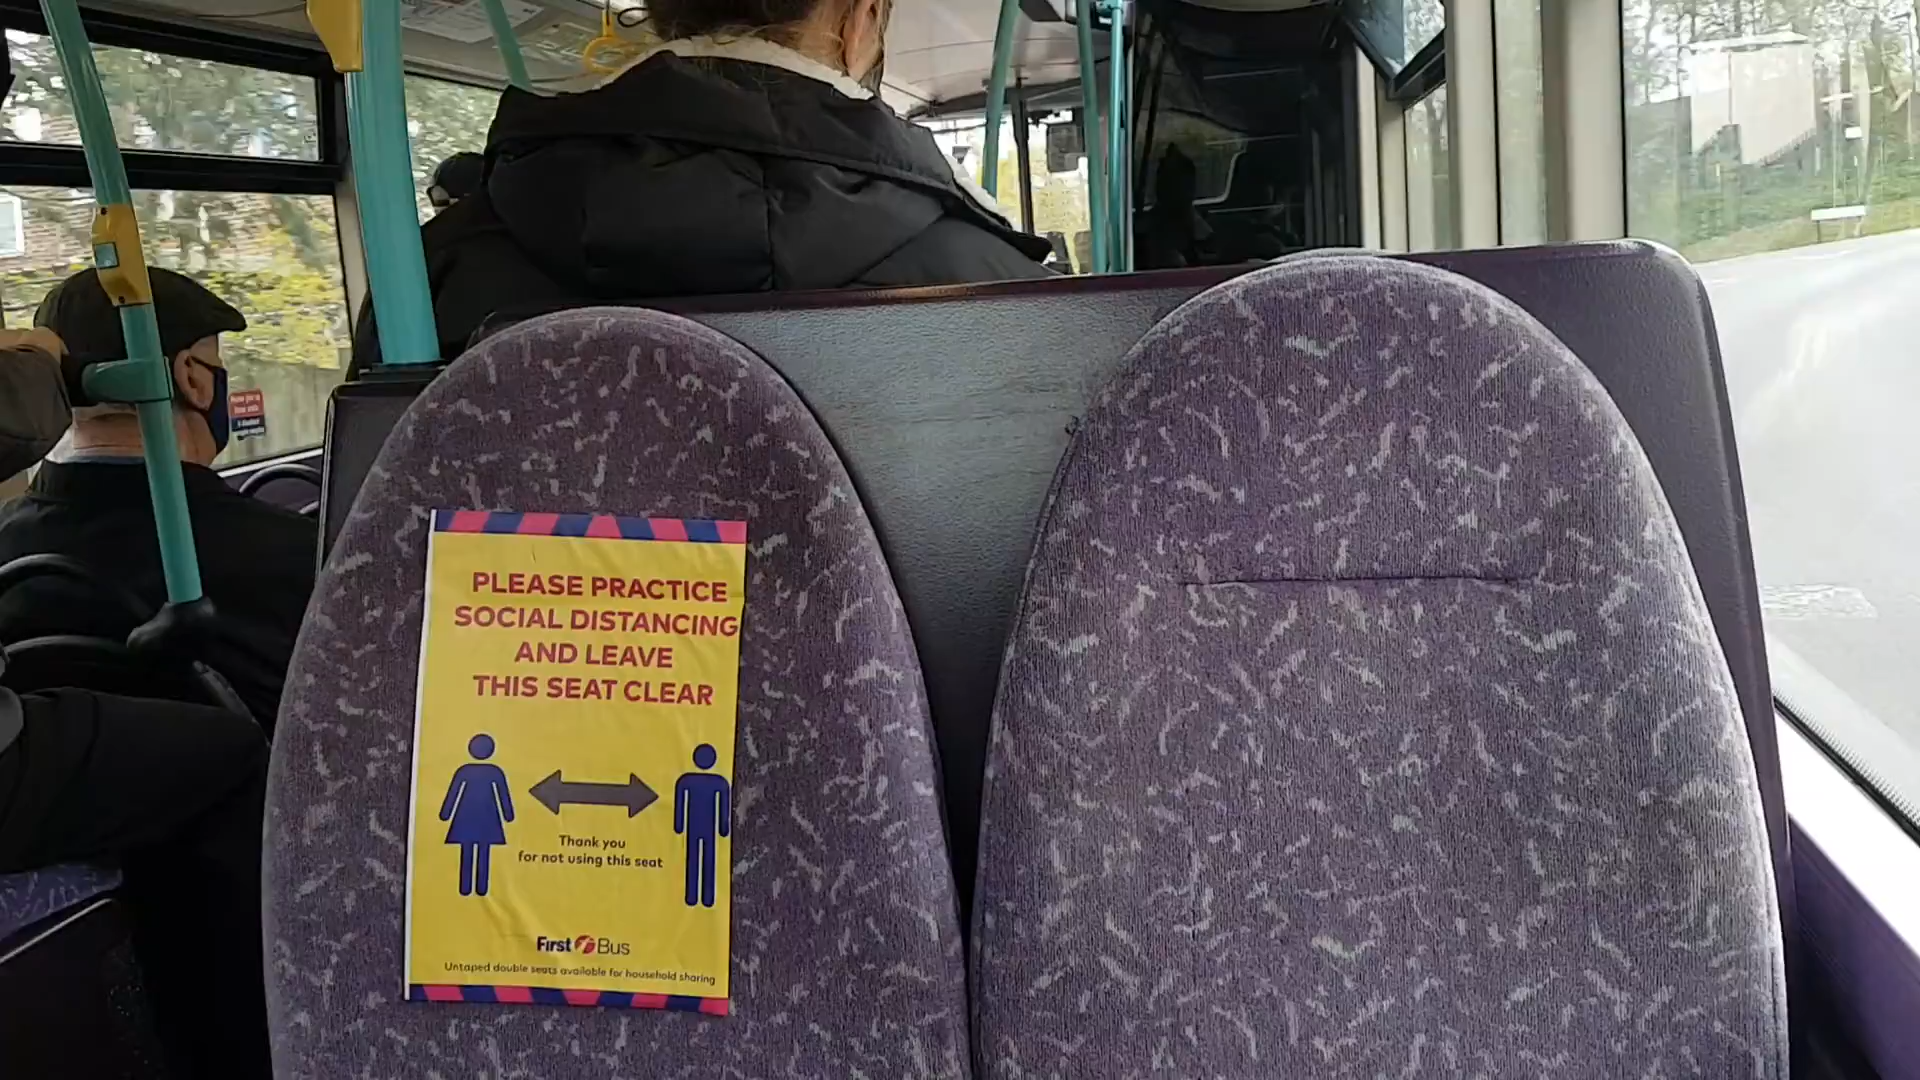 PLEASE PRACTICE
SOCIAL DISTANCING
AND LEAVE
THIS SEAT CLEAR
Thank you
for not using this seat
First Bus
Untaped double seats available for household sharing